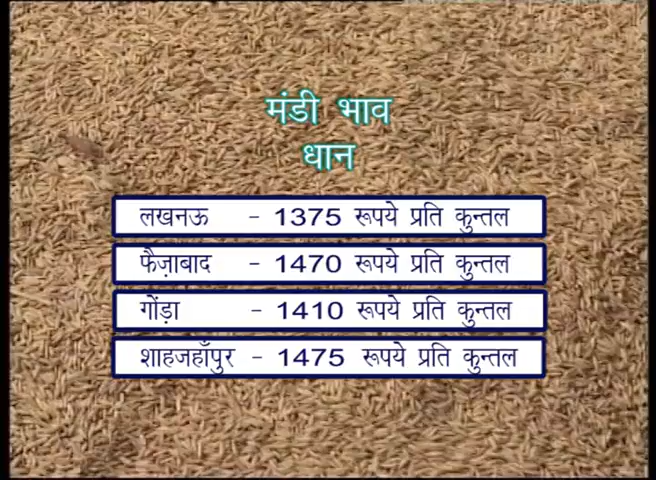 मंडी भाव
धान
लखनऊ - 1375 रूपये प्रति कुन्तल
फैज़ाबाद - 1470 रूपये प्रति कुन्तल
गोंड़ा - 1410 रूपये प्रति कुन्तल
शाहजहाँपुर - 1475 रूपये प्रति कुन्तल